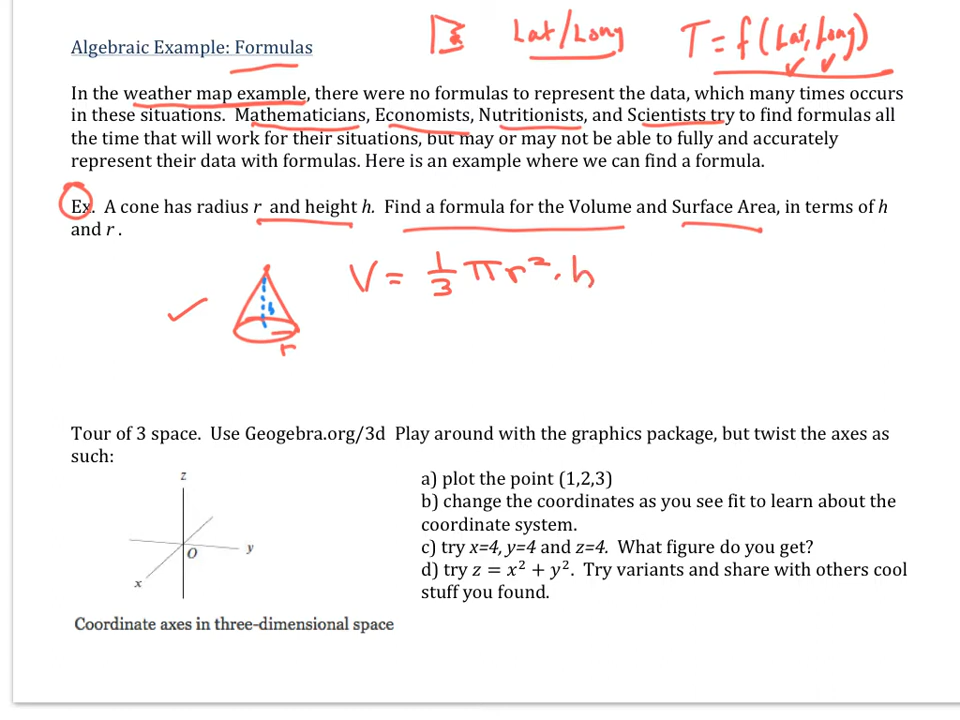 Lat/Long T=f(Lat, Long)
Algebraic Example: Formulas
In the weather map example, there were no formulas to represent the data, which many times occurs
in these situations. Mathematicians, Economists, Nutritionists, and Scientists try to find formulas all
the time that will work for their situations, but may or may not be able to fully and accurately
represent their data with formulas. Here is an example where we can find a formula.
Ex. A cone has radius r and height h. Find a formula for the Volume and Surface Area, in terms of h
and r .
V = 1/3 πr².h
h
r
Tour of 3 space. Use Geogebra.org/3d Play around with the graphics package, but twist the axes as
such:
z
y
O
x
Coordinate axes in three-dimensional space
a) plot the point (1,2,3)
b) change the coordinates as you see fit to learn about the
coordinate system.
c) try x=4, y=4 and z=4. What figure do you get?
d) try z = x² + y². Try variants and share with others cool
stuff you found.